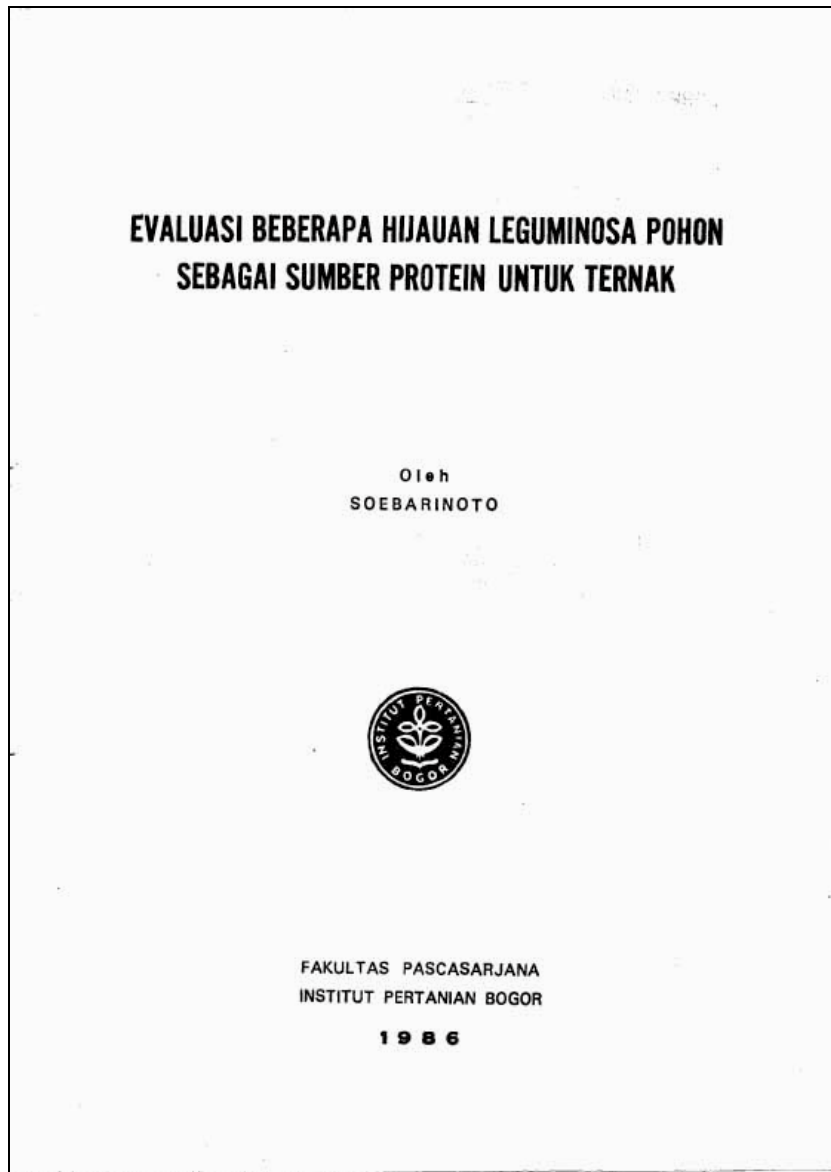 EVALUASI BEBERAPA HIJAUAN LEGUMINOSA POHON
SEBAGAI SUMBER PROTEIN UNTUK TERNAK
Oleh
SOEBARINOTO
INSTITUT PERTANIAN
BOGOR
FAKULTAS PASCASARJANA
INSTITUT PERTANIAN BOGOR
1986